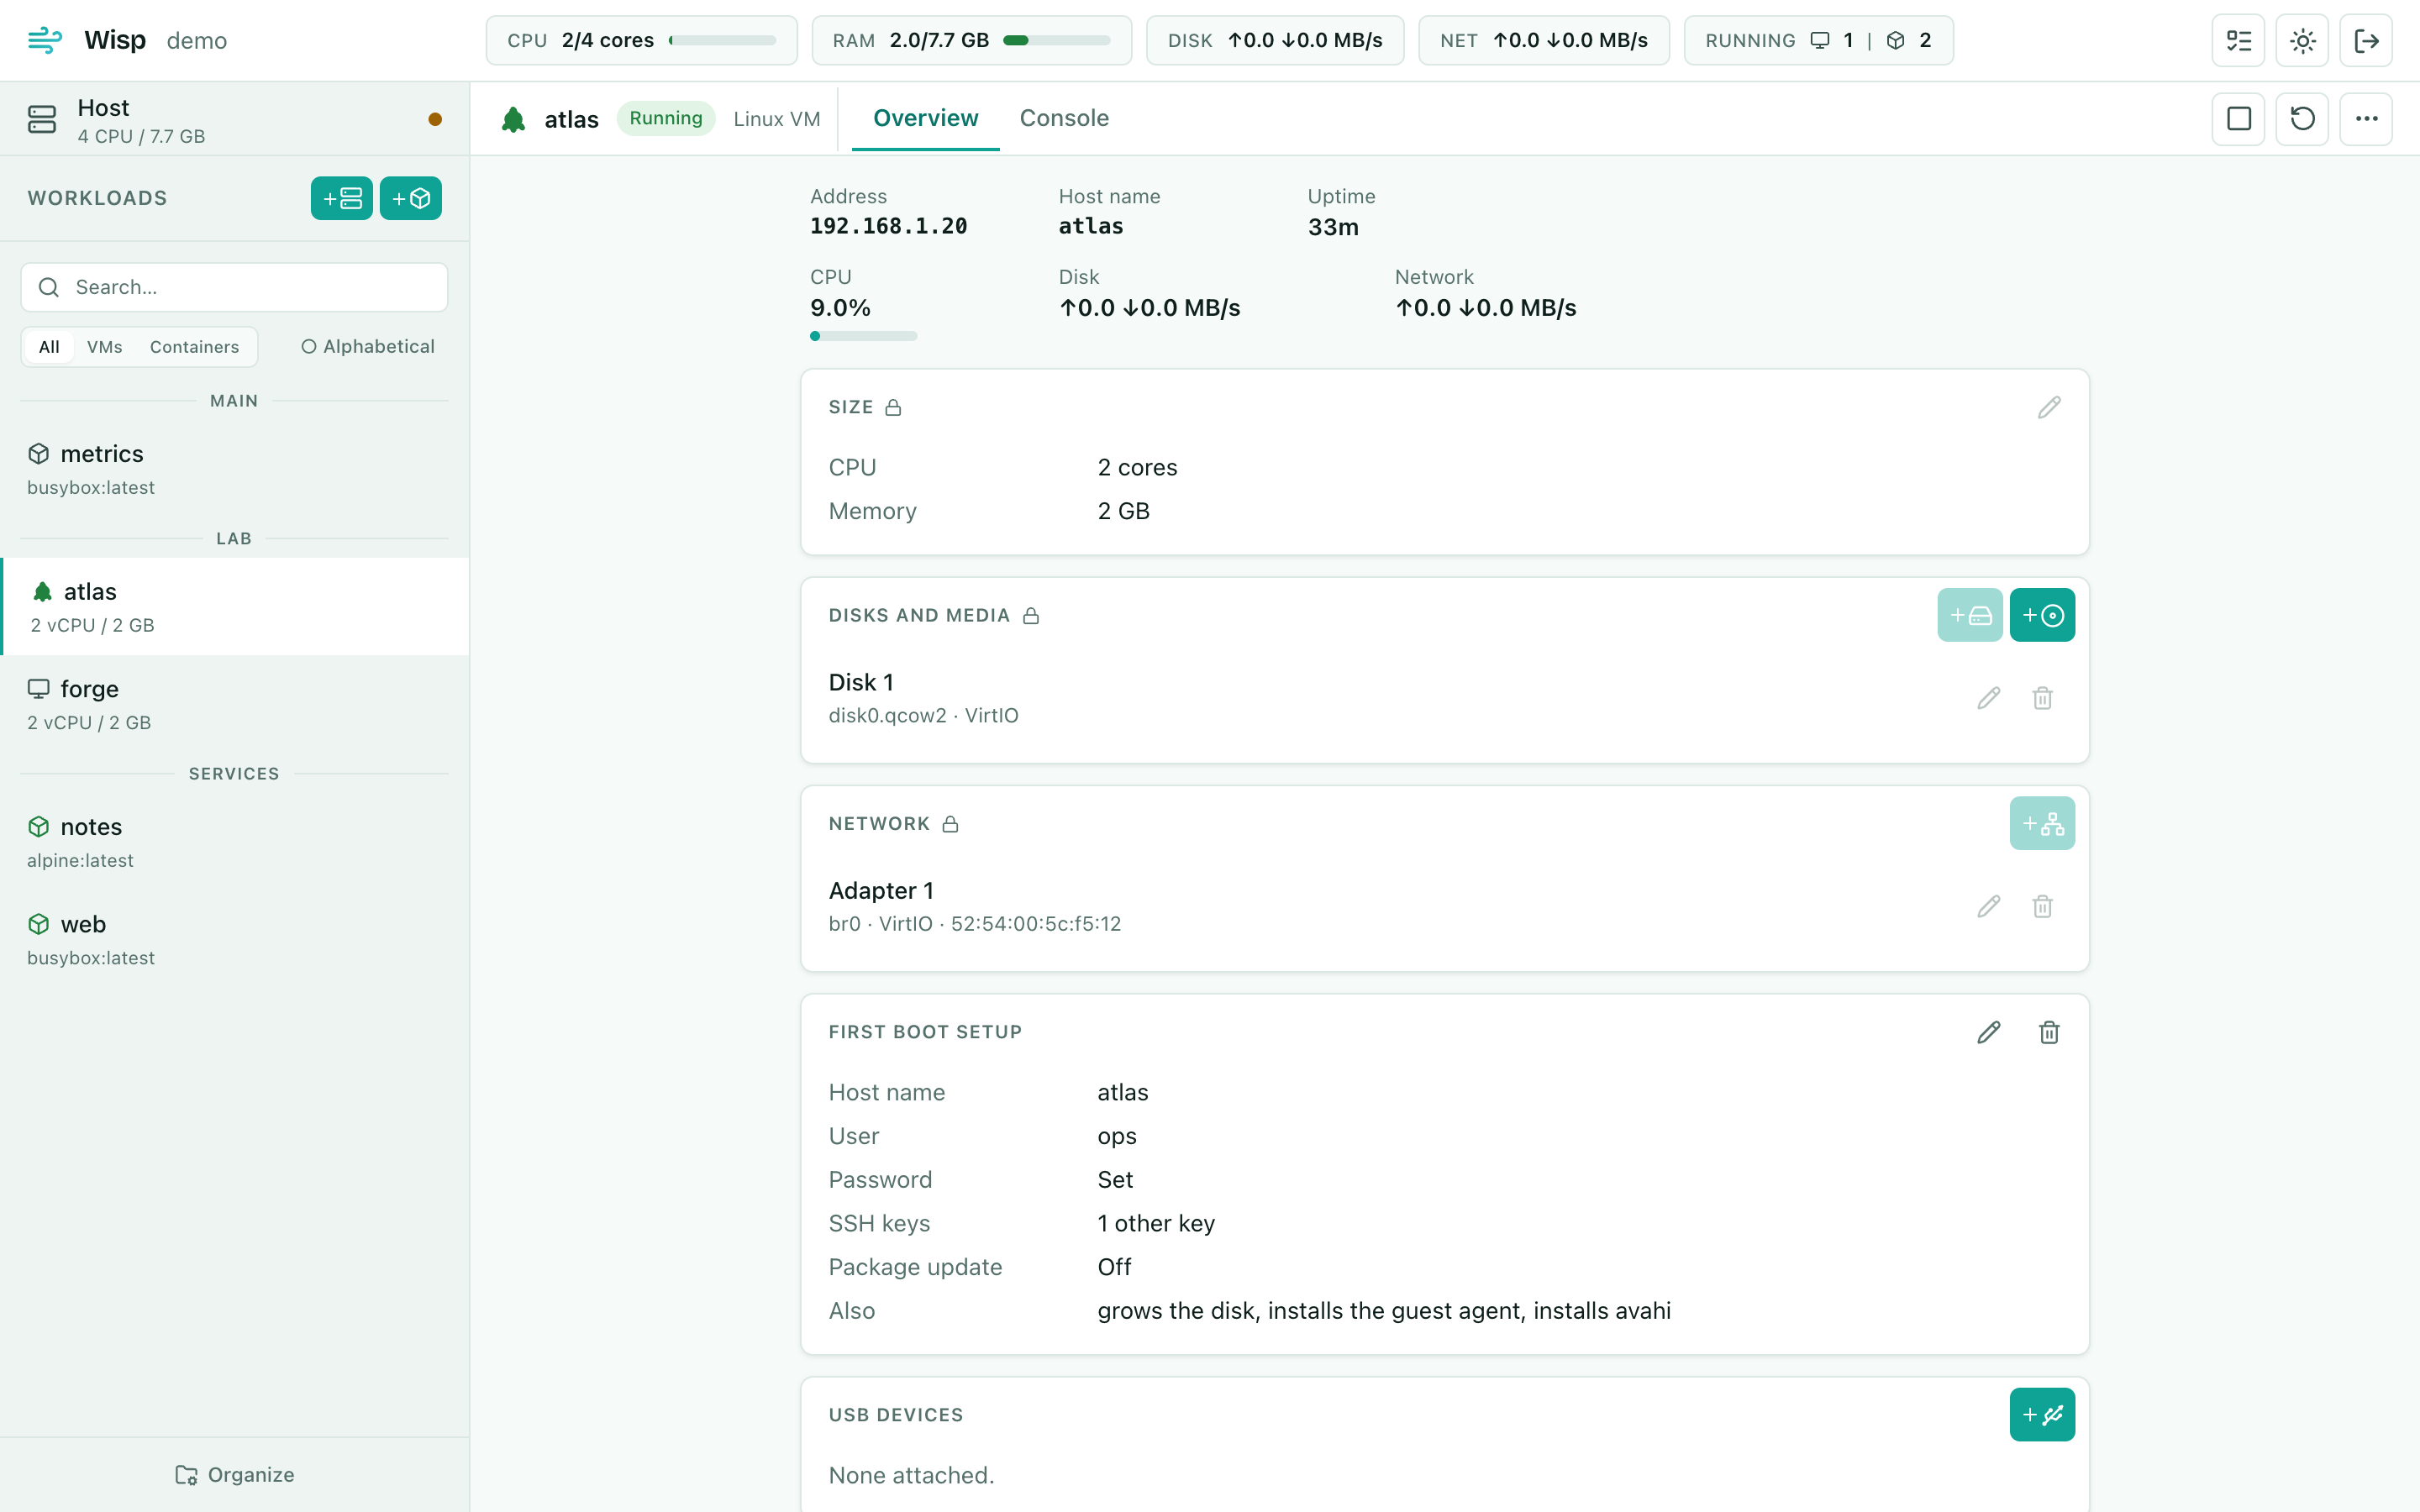 Wisp demo
CPU 2/4 cores
RAM 2.0/7.7 GB
DISK ↑0.0 ↓0.0 MB/s
NET ↑0.0 ↓0.0 MB/s
RUNNING 1 | 2
Host
4 CPU / 7.7 GB
WORKLOADS
+
+
Search...
All VMs Containers
Alphabetical
MAIN
metrics
busybox:latest
LAB
atlas
2 vCPU / 2 GB
forge
2 vCPU / 2 GB
SERVICES
notes
alpine:latest
web
busybox:latest
Organize
atlas Running Linux VM
Overview Console
Address
192.168.1.20
Host name
atlas
Uptime
33m
CPU
9.0%
Disk
↑0.0 ↓0.0 MB/s
Network
↑0.0 ↓0.0 MB/s
SIZE
CPU 2 cores
Memory 2 GB
DISKS AND MEDIA
+
+
Disk 1
disk0.qcow2 · VirtIO
NETWORK
+
Adapter 1
br0 · VirtIO · 52:54:00:5c:f5:12
FIRST BOOT SETUP
Host name atlas
User ops
Password Set
SSH keys 1 other key
Package update Off
Also grows the disk, installs the guest agent, installs avahi
USB DEVICES
+
None attached.